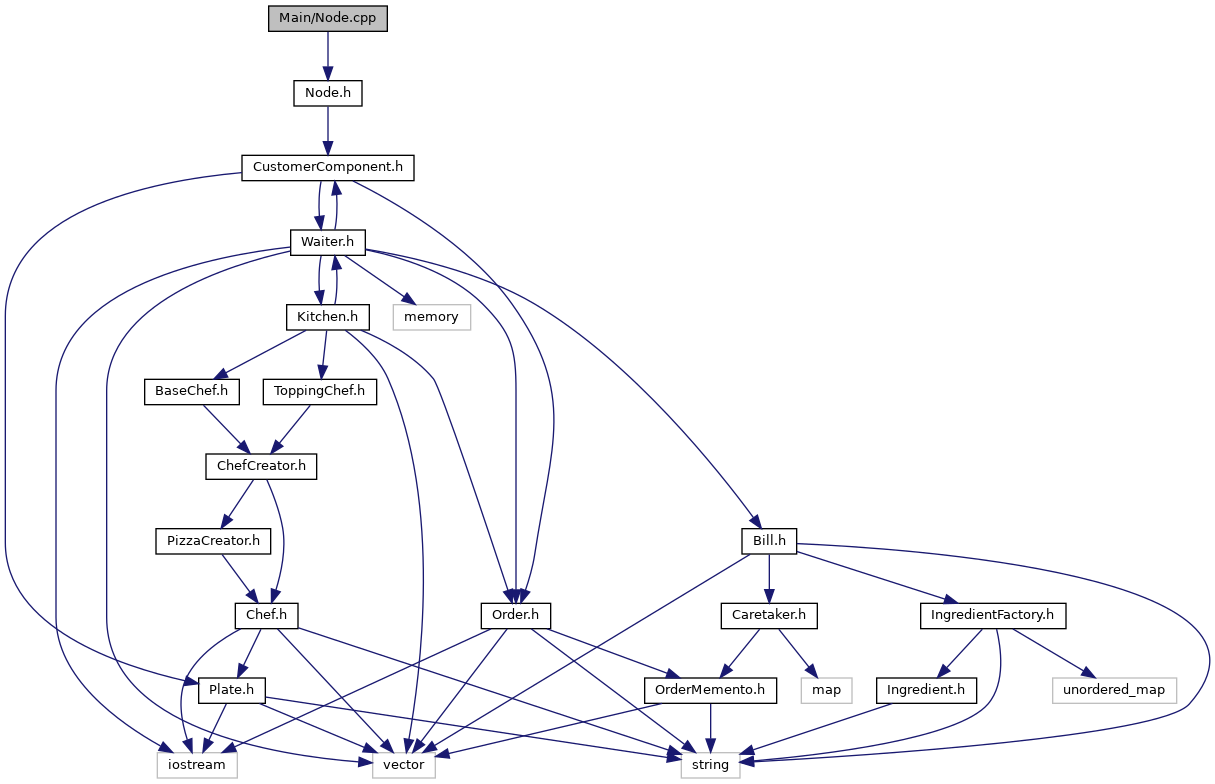 Main/Node.cpp
Node.h
CustomerComponent.h
Waiter.h
Kitchen.h
memory
BaseChef.h
ToppingChef.h
ChefCreator.h
PizzaCreator.h
Bill.h
Chef.h
Order.h
Caretaker.h
IngredientFactory.h
Plate.h
OrderMemento.h
map
Ingredient.h
unordered_map
iostream
vector
string